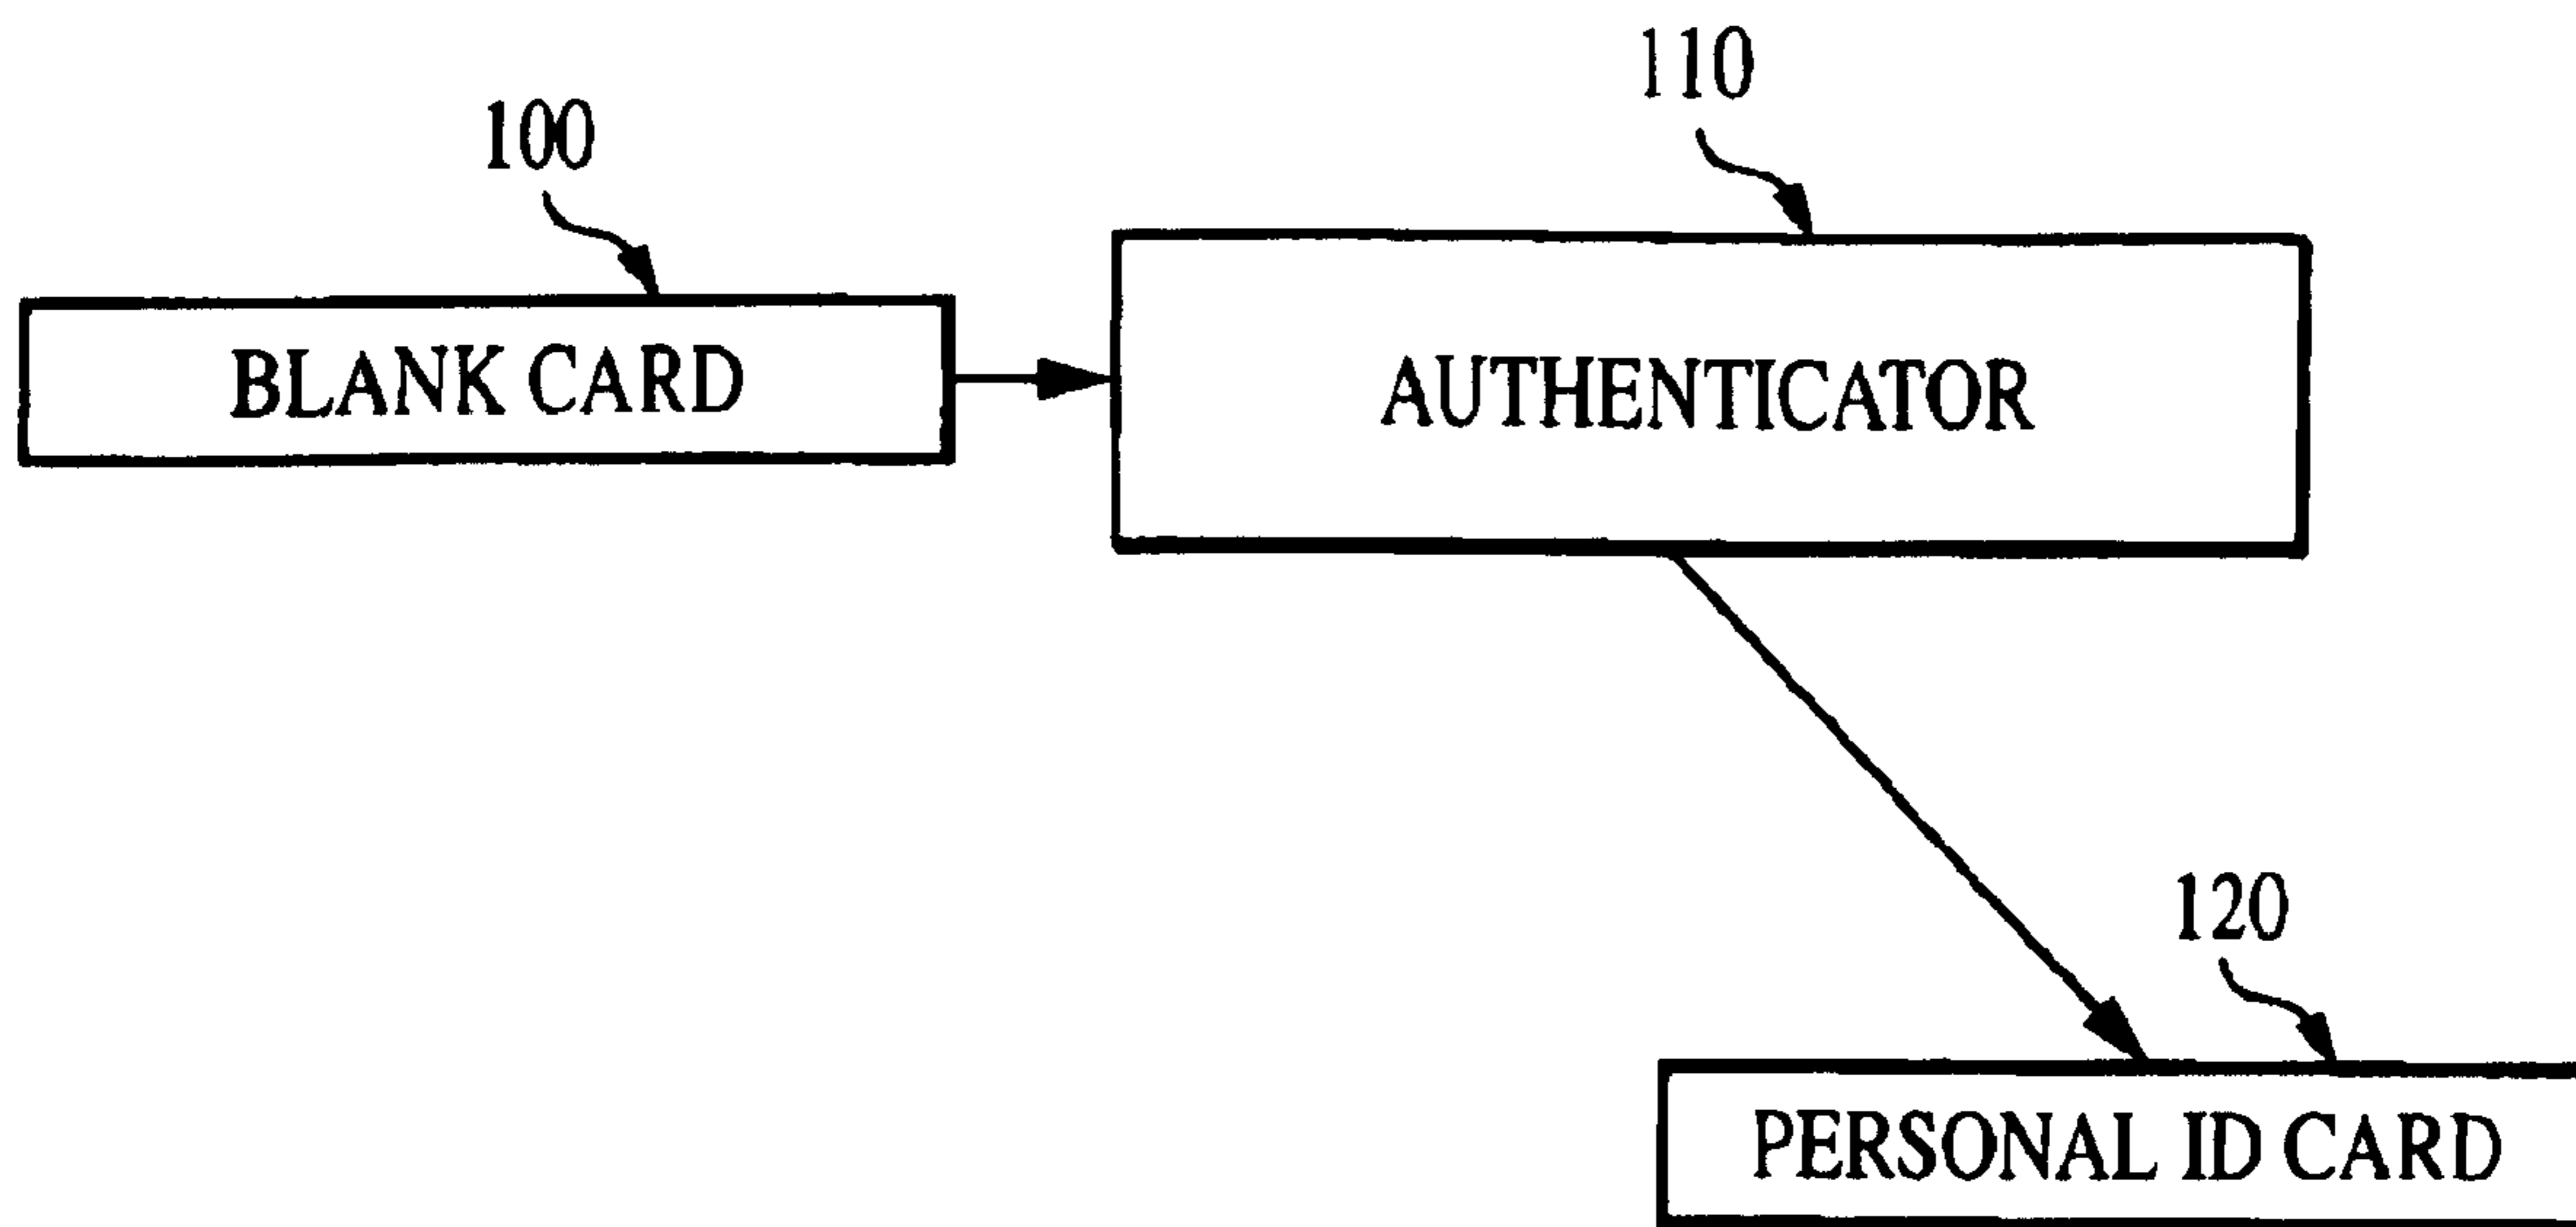 110
100
BLANK CARD
AUTHENTICATOR
120
PERSONAL ID CARD